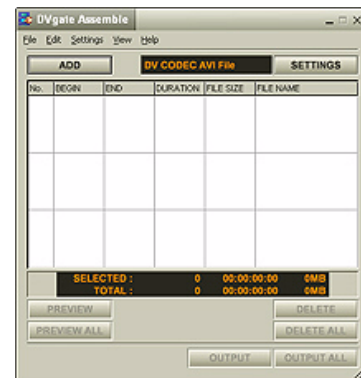 DVgate Assemble
File Edit Settings View Help
ADD DV CODEC AVI File SETTINGS
No. BEGIN END DURATION FILE SIZE FILE NAME
SELECTED : 0 00:00:00:00 0MB
TOTAL : 0 00:00:00:00 0MB
PREVIEW DELETE
PREVIEW ALL DELETE ALL
OUTPUT OUTPUT ALL